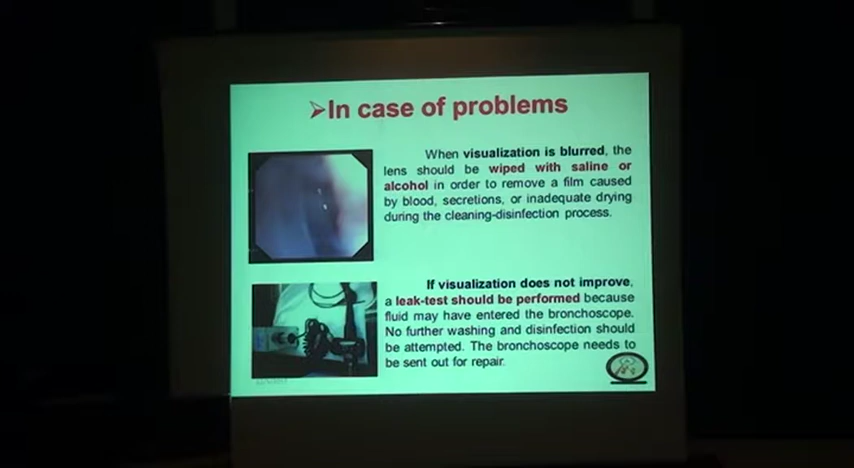 ➢In case of problems
When visualization is blurred, the
lens should be wiped with saline or
alcohol in order to remove a film caused
by blood, secretions, or inadequate drying
during the cleaning-disinfection process.
If visualization does not improve,
a leak-test should be performed because
fluid may have entered the bronchoscope.
No further washing and disinfection should
be attempted. The bronchoscope needs to
be sent out for repair.